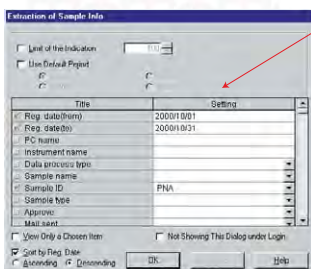 Extraction of Sample Info
Limit of the Indication 100
Use Default Period
Title Setting
Reg. date(from) 2000/10/01
Reg. date(to) 2000/10/31
PC name
Instrument name
Data process type
Sample name
Sample ID PNA
Sample type
Approve
Mail sent
View Only a Chosen Item Not Showing This Dialog under Login
Sort by Reg. Date
Ascending Descending OK Help